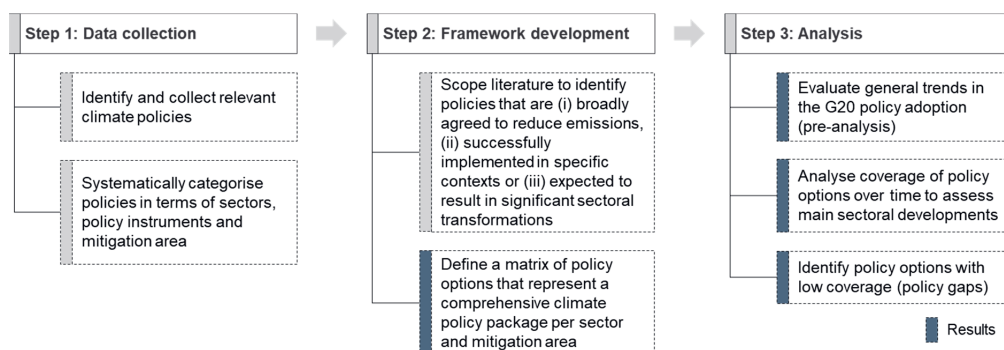 Step 1: Data collection
Identify and collect relevant
climate policies
Systematically categorise
policies in terms of sectors,
policy instruments and
mitigation area
Step 2: Framework development
Scope literature to identify
policies that are (i) broadly
agreed to reduce emissions,
(ii) successfully
implemented in specific
contexts or (iii) expected to
result in significant sectoral
transformations
Define a matrix of policy
options that represent a
comprehensive climate
policy package per sector
and mitigation area
Step 3: Analysis
Evaluate general trends in
the G20 policy adoption
(pre-analysis)
Analyse coverage of policy
options over time to assess
main sectoral developments
Identify policy options with
low coverage (policy gaps)
Results